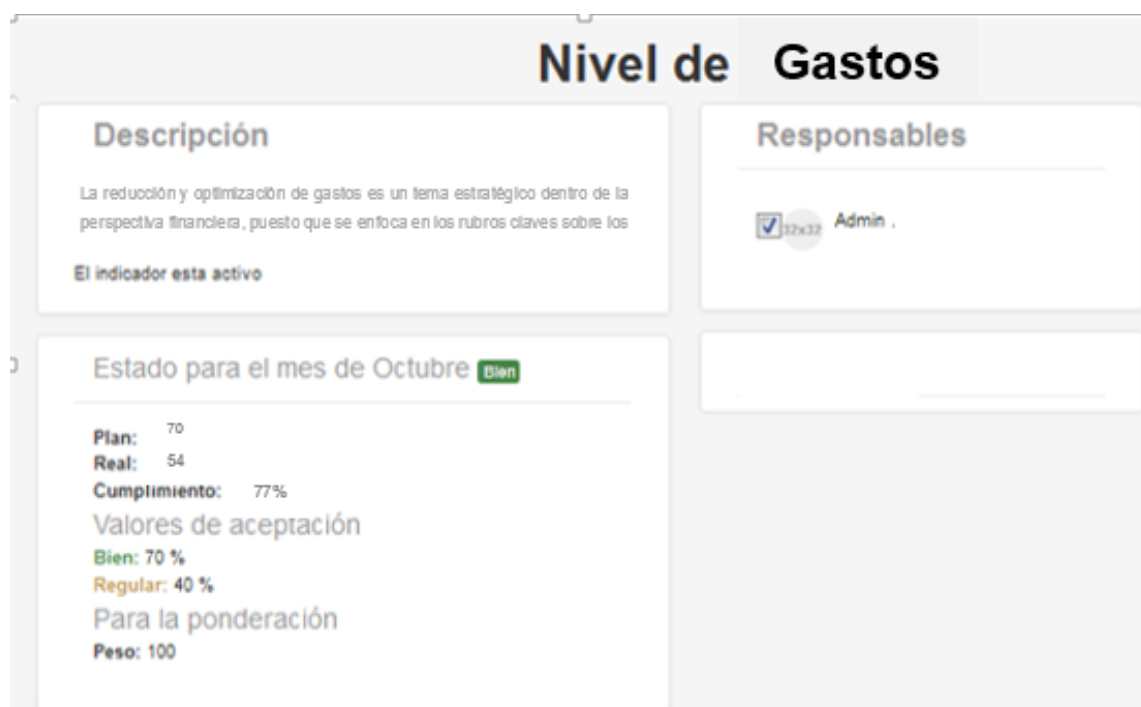 Nivel de Gastos
Descripción
La reducción y optimización de gastos es un tema estratégico dentro de la
perspectiva financiera, puesto que se enfoca en los rubros claves sobre los
El indicador esta activo
Responsables
32x32 Admin .
Estado para el mes de Octubre Bien
Plan: 70
Real: 54
Cumplimiento: 77%
Valores de aceptación
Bien: 70 %
Regular: 40 %
Para la ponderación
Peso: 100